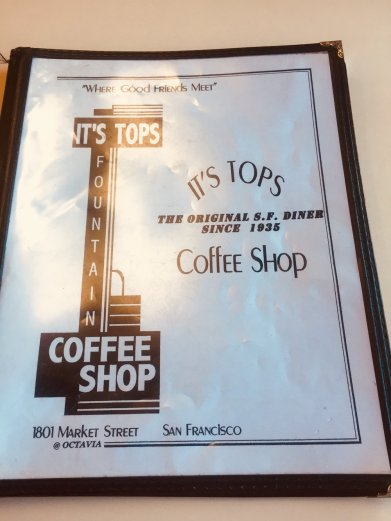 "Where Good Friends Meet"
IT'S TOPS
FOUNTAIN
COFFEE
SHOP
IT'S TOPS
THE ORIGINAL S.F. DINER
SINCE 1935
Coffee Shop
1801 Market Street San Francisco
@ OCTAVIA